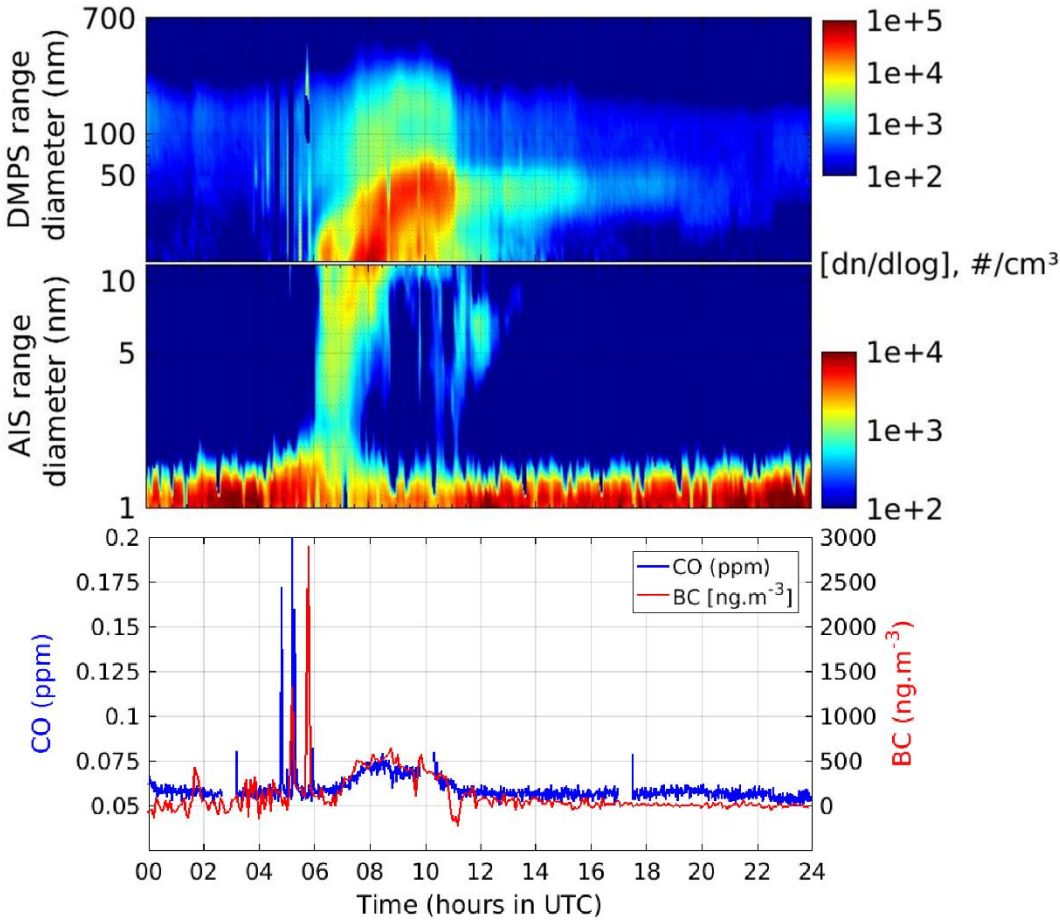 700
100
50
DMPS range
diameter (nm)
1e+5
1e+4
1e+3
1e+2
[dn/dlog], #/cm³
10
5
1
AIS range
diameter (nm)
1e+4
1e+3
1e+2
0.2
0.175
0.15
0.125
0.1
0.075
0.05
CO (ppm)
CO (ppm)
BC [ng.m-3]
3000
2500
2000
1500
1000
500
0
BC (ng.m-3)
00 02 04 06 08 10 12 14 16 18 20 22 24
Time (hours in UTC)